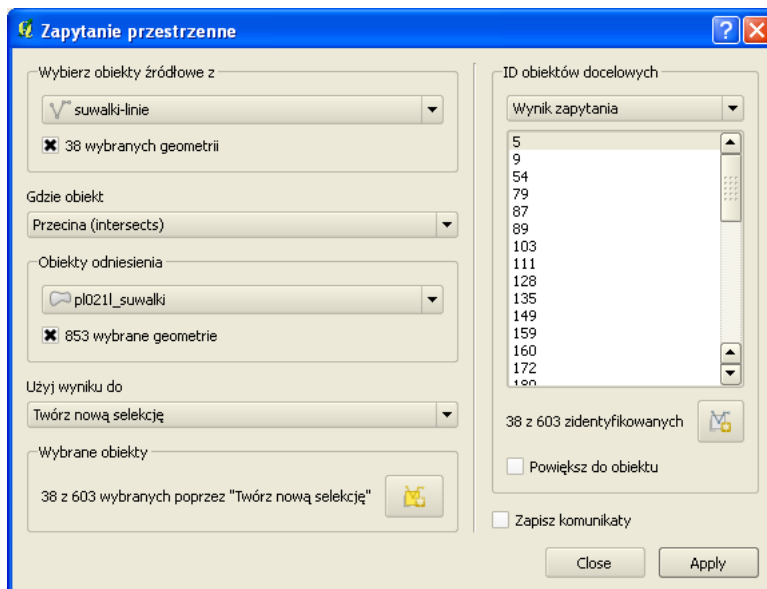 Zapytanie przestrzenne
Wybierz obiekty źródłowe z
suwalki-linie
38 wybranych geometrii
Gdzie obiekt
Przecina (intersects)
Obiekty odniesienia
pl021l_suwalki
853 wybrane geometrie
Użyj wyniku do
Twórz nową selekcję
Wybrane obiekty
38 z 603 wybranych poprzez "Twórz nową selekcję"
ID obiektów docelowych
Wynik zapytania
5
9
54
79
87
89
103
111
128
135
149
159
160
172
38 z 603 zidentyfikowanych
Powiększ do obiektu
Zapisz komunikaty
Close
Apply